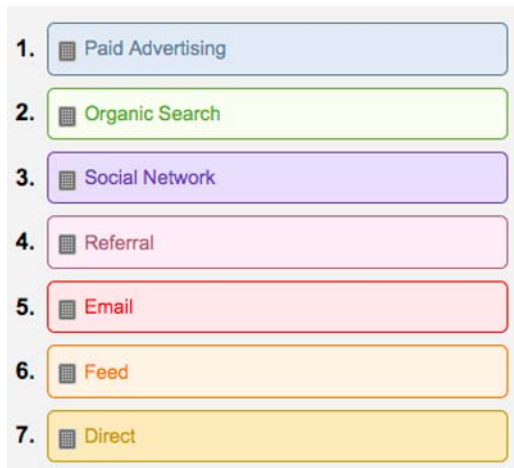 1. Paid Advertising
2. Organic Search
3. Social Network
4. Referral
5. Email
6. Feed
7. Direct